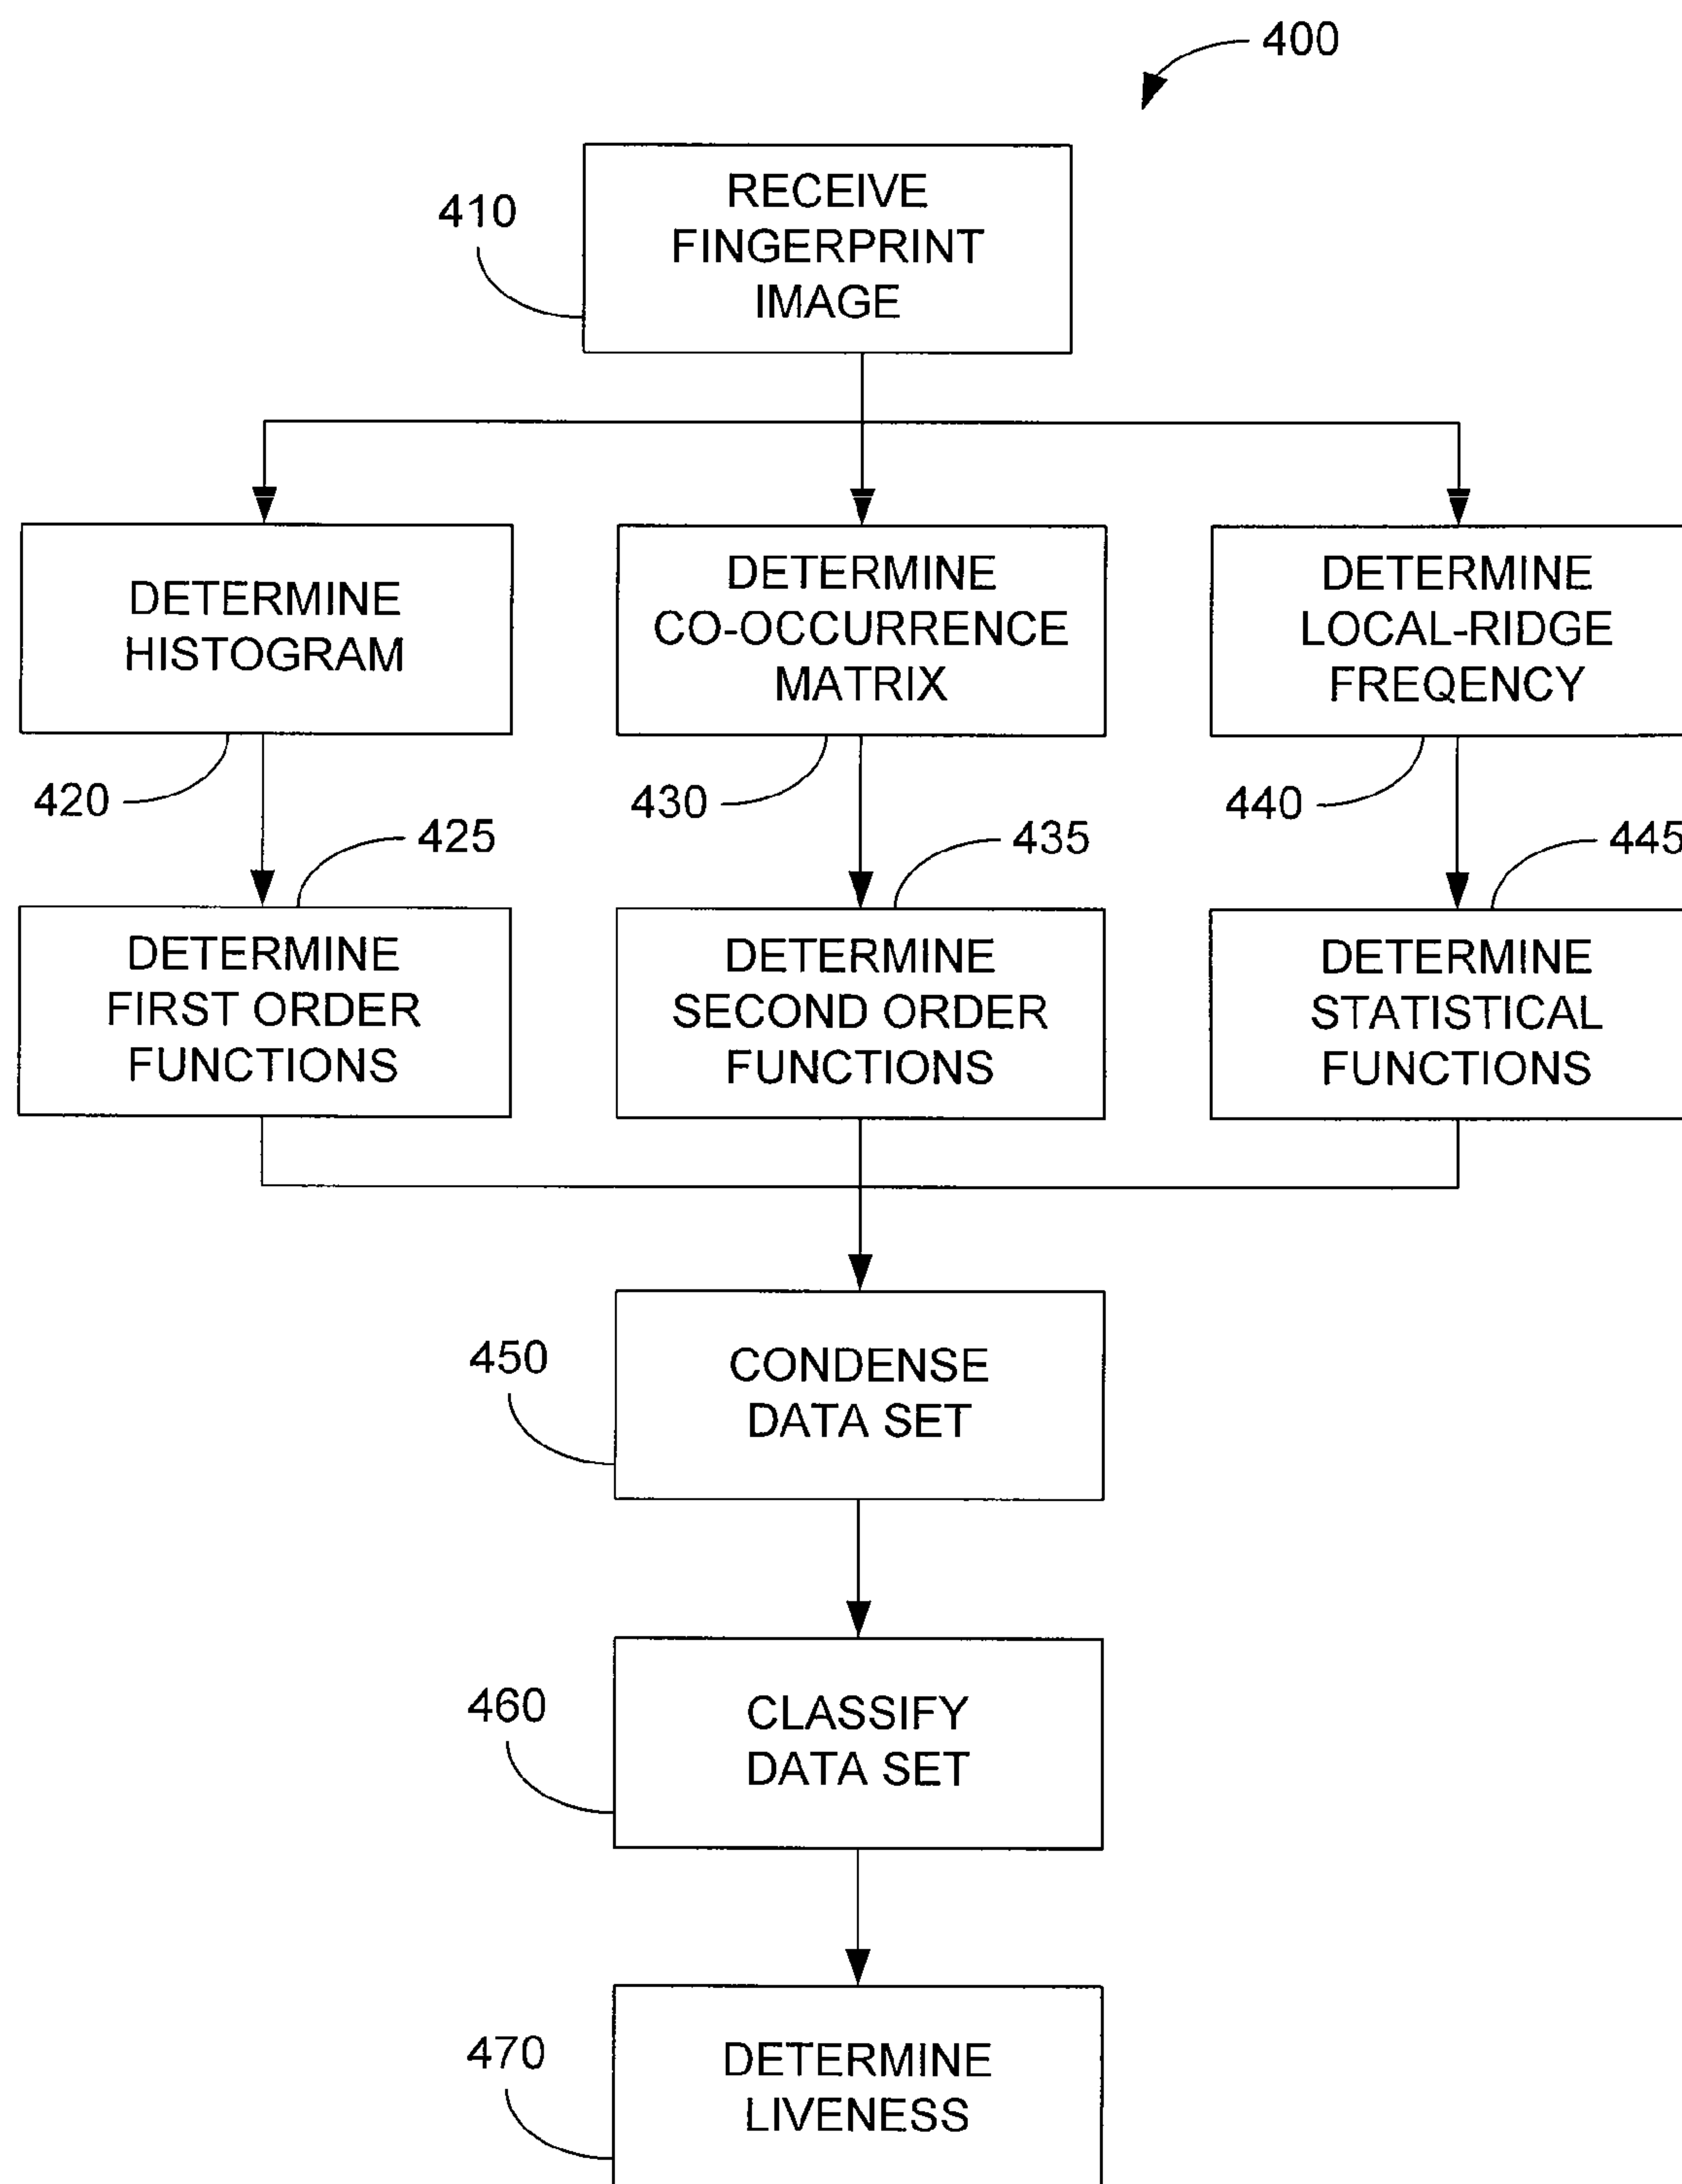 400
410
RECEIVE
FINGERPRINT
IMAGE
DETERMINE
HISTOGRAM
420
DETERMINE
CO-OCCURRENCE
MATRIX
430
DETERMINE
LOCAL-RIDGE
FREQENCY
440
425
DETERMINE
FIRST ORDER
FUNCTIONS
435
DETERMINE
SECOND ORDER
FUNCTIONS
445
DETERMINE
STATISTICAL
FUNCTIONS
450
CONDENSE
DATA SET
460
CLASSIFY
DATA SET
470
DETERMINE
LIVENESS